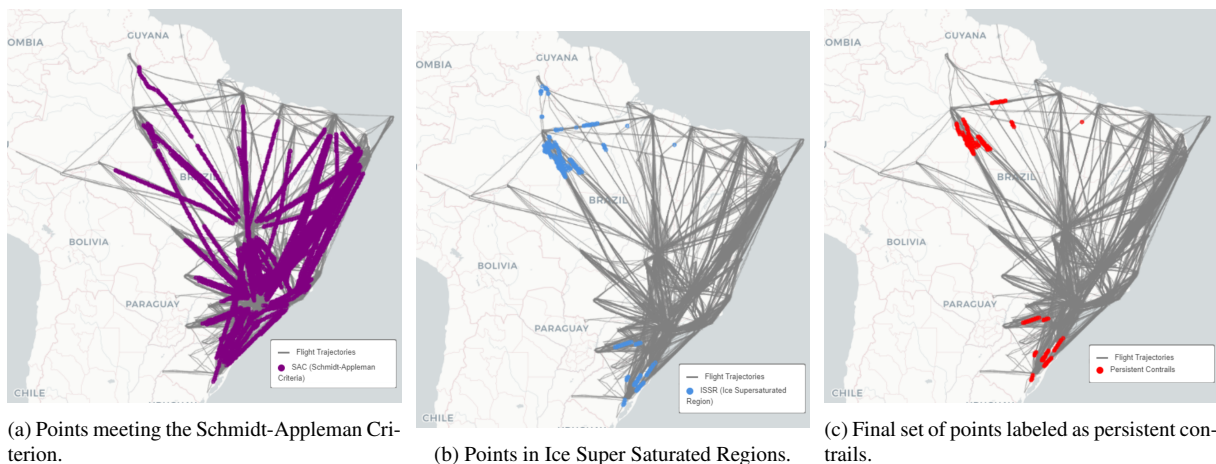 OMBIA
GUYANA
BRAZIL
BOLIVIA
PARAGUAY
CHILE
Flight Trajectories
SAC (Schmidt-Appleman
Criteria)
(a) Points meeting the Schmidt-Appleman Cri-
terion.
OMBIA
GUYANA
BRAZIL
BOLIVIA
PARAGUAY
CHILE
Flight Trajectories
ISSR (Ice Supersaturated
Region)
(b) Points in Ice Super Saturated Regions.
OMBIA
GUYANA
BRAZIL
BOLIVIA
PARAGUAY
CHILE
Flight Trajectories
Persistent Contrails
(c) Final set of points labeled as persistent con-
trails.